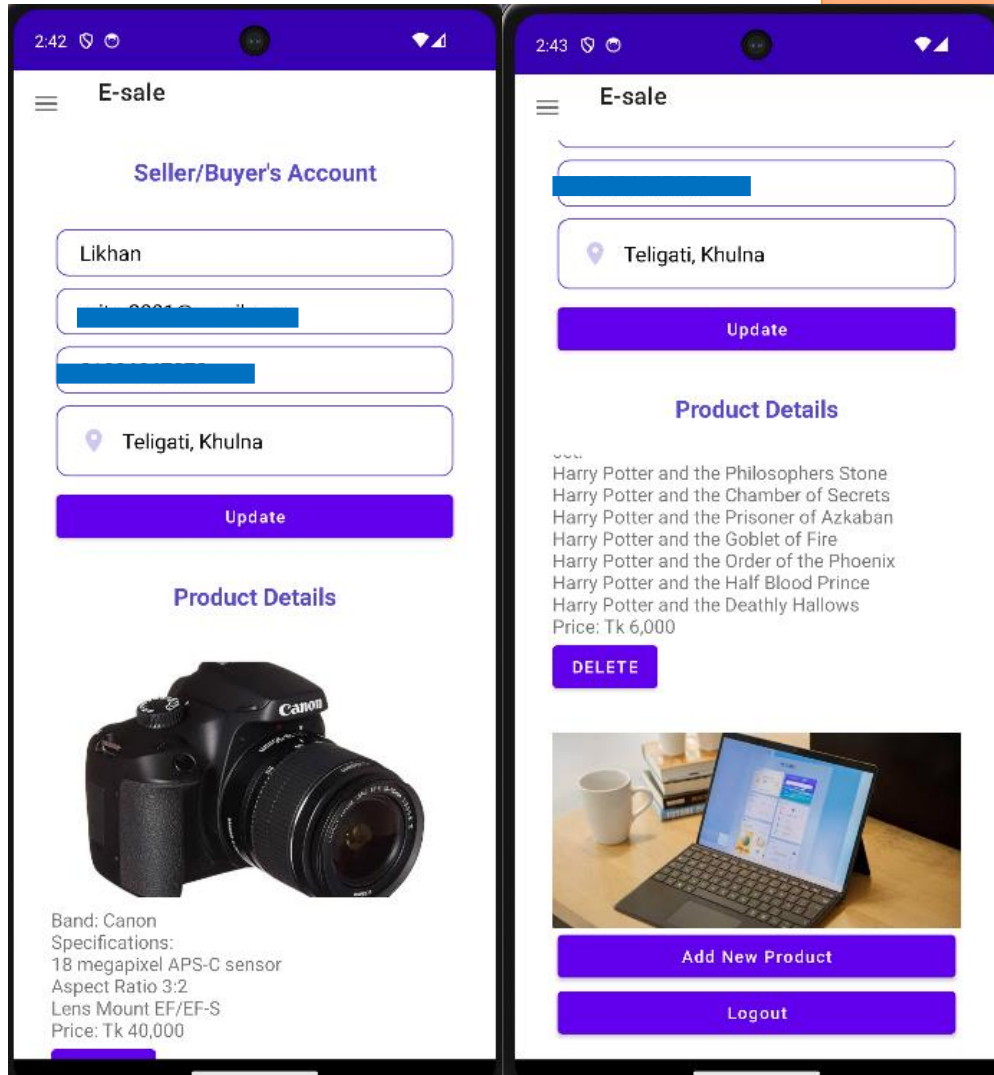 2:42
E-sale
Seller/Buyer's Account
Likhan
Teligati, Khulna
Update
Product Details
Canon
Band: Canon
Specifications:
18 megapixel APS-C sensor
Aspect Ratio 3:2
Lens Mount EF/EF-S
Price: Tk 40,000
2:43
E-sale
Teligati, Khulna
Update
Product Details
Harry Potter and the Philosophers Stone
Harry Potter and the Chamber of Secrets
Harry Potter and the Prisoner of Azkaban
Harry Potter and the Goblet of Fire
Harry Potter and the Order of the Phoenix
Harry Potter and the Half Blood Prince
Harry Potter and the Deathly Hallows
Price: Tk 6,000
DELETE
Add New Product
Logout